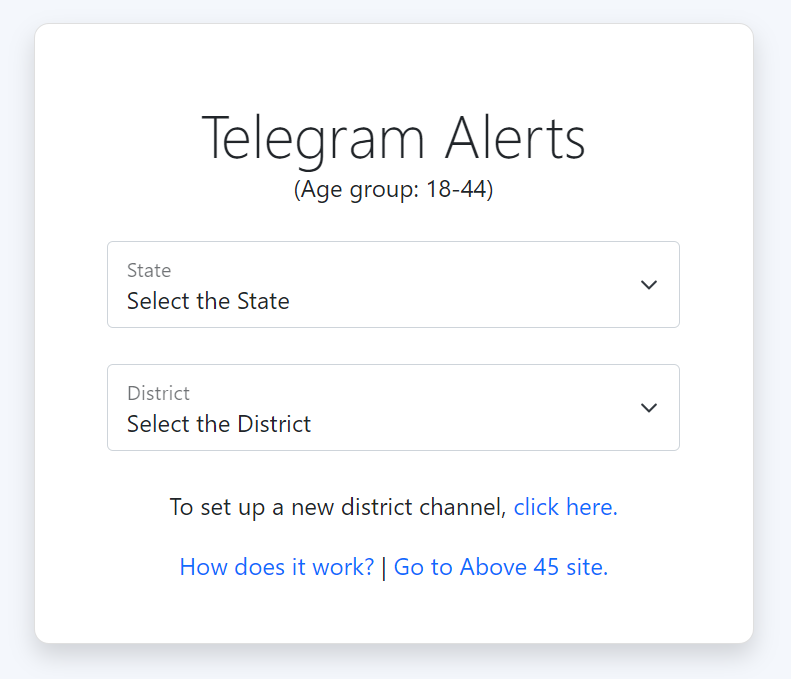 Telegram Alerts
(Age group: 18-44)
State
Select the State
District
Select the District
To set up a new district channel, click here.
How does it work? | Go to Above 45 site.